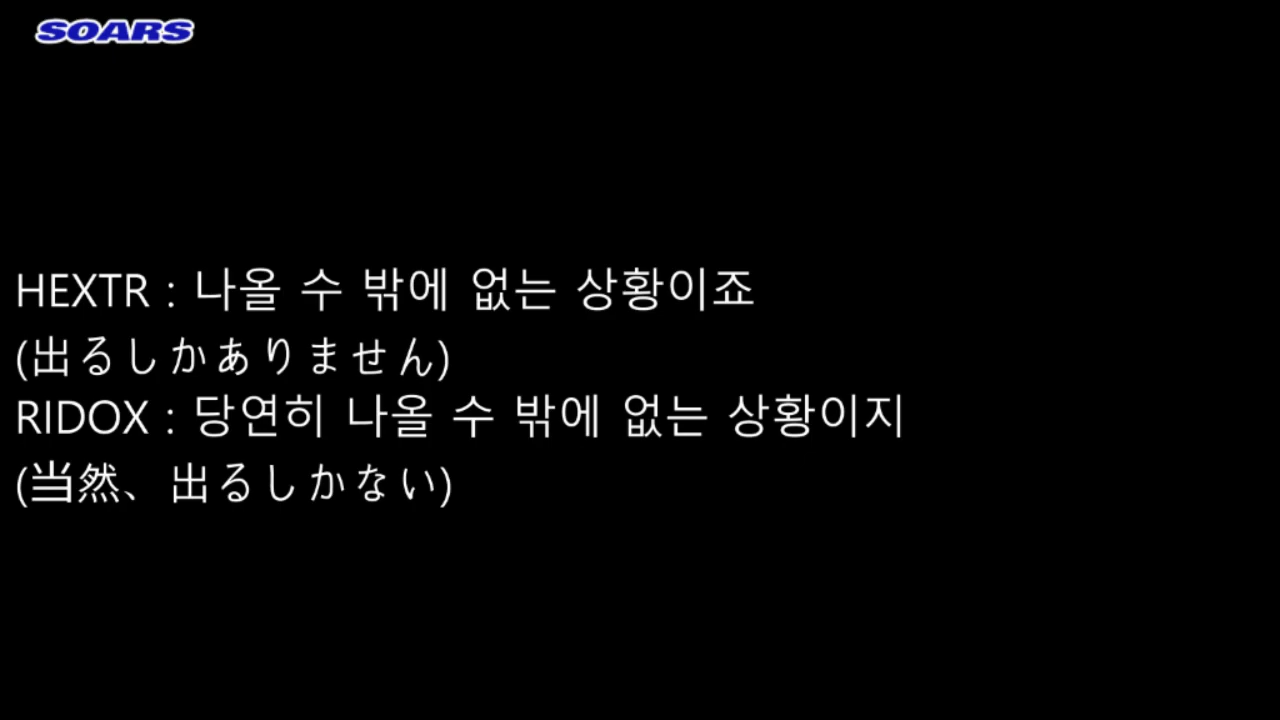 SOARS
HEXTR : 나올 수 밖에 없는 상황이죠
(出るしかありません)
RIDOX : 당연히 나올 수 밖에 없는 상황이지
(当然、出るしかない)